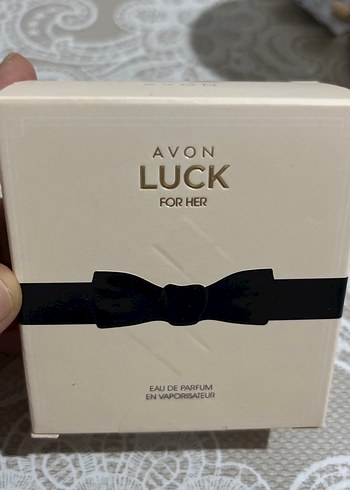 AVON
LUCK
FOR HER
EAU DE PARFUM
EN VAPORISATEUR